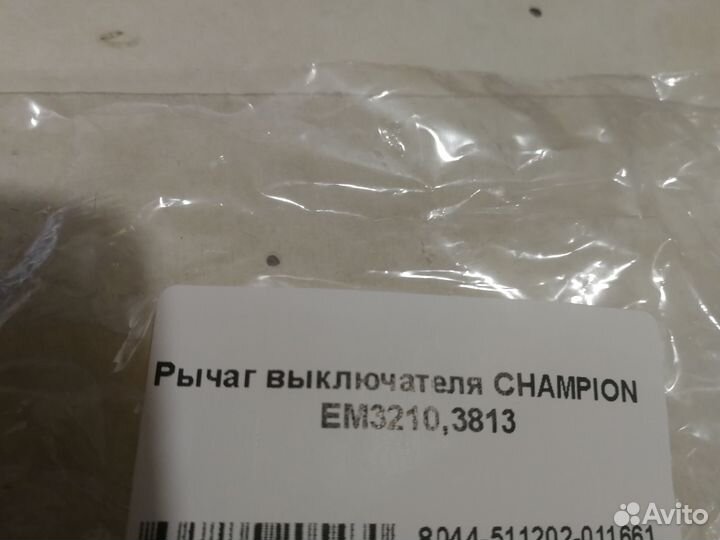 Рычаг выключателя CHAMPION
EM3210,3813
8044-511202-011661
Avito